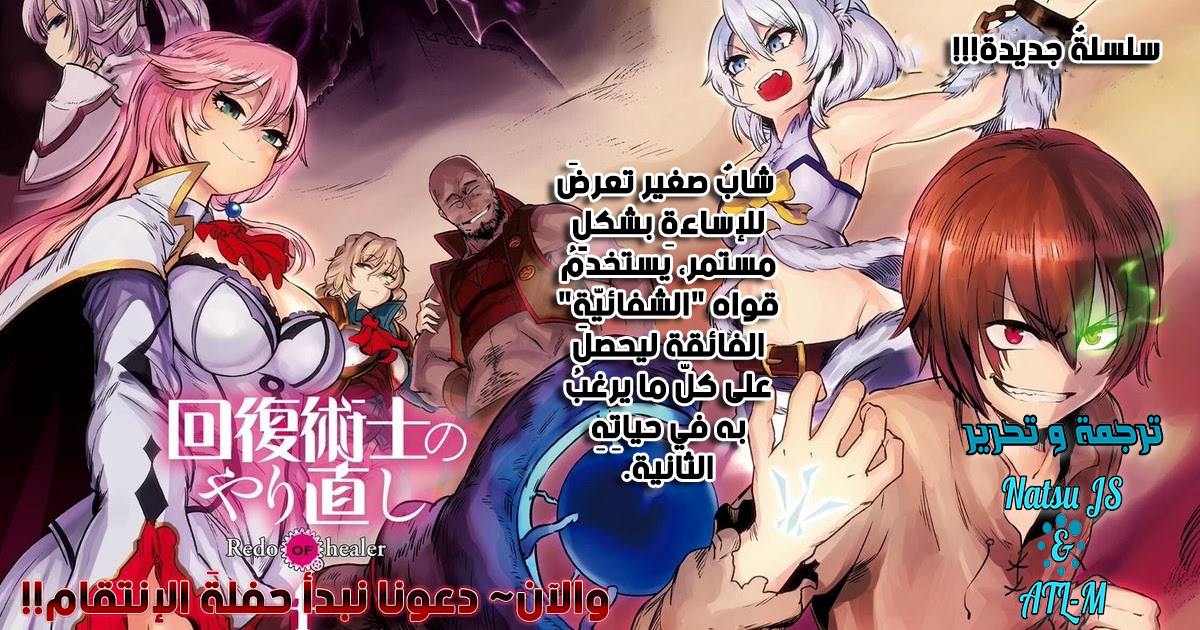 سلسلةٌ جديدة!!!
شابٌ صغير تعرضَ
للإساءةِ بشكلٍ
مستمر، يستخدمُ
قواه "الشفائيّةِ"
الفائقة ليحصلَ
على كلّ ما يرغبُ
به في حياتِهِ
الثانية.
ترجمة و تحرير
Natsu JS
&
ATL-M
回復術士の
やり直し
Redo OF healer
والآن~ دعونا نبدأ حفلةَ الإنتقام!!